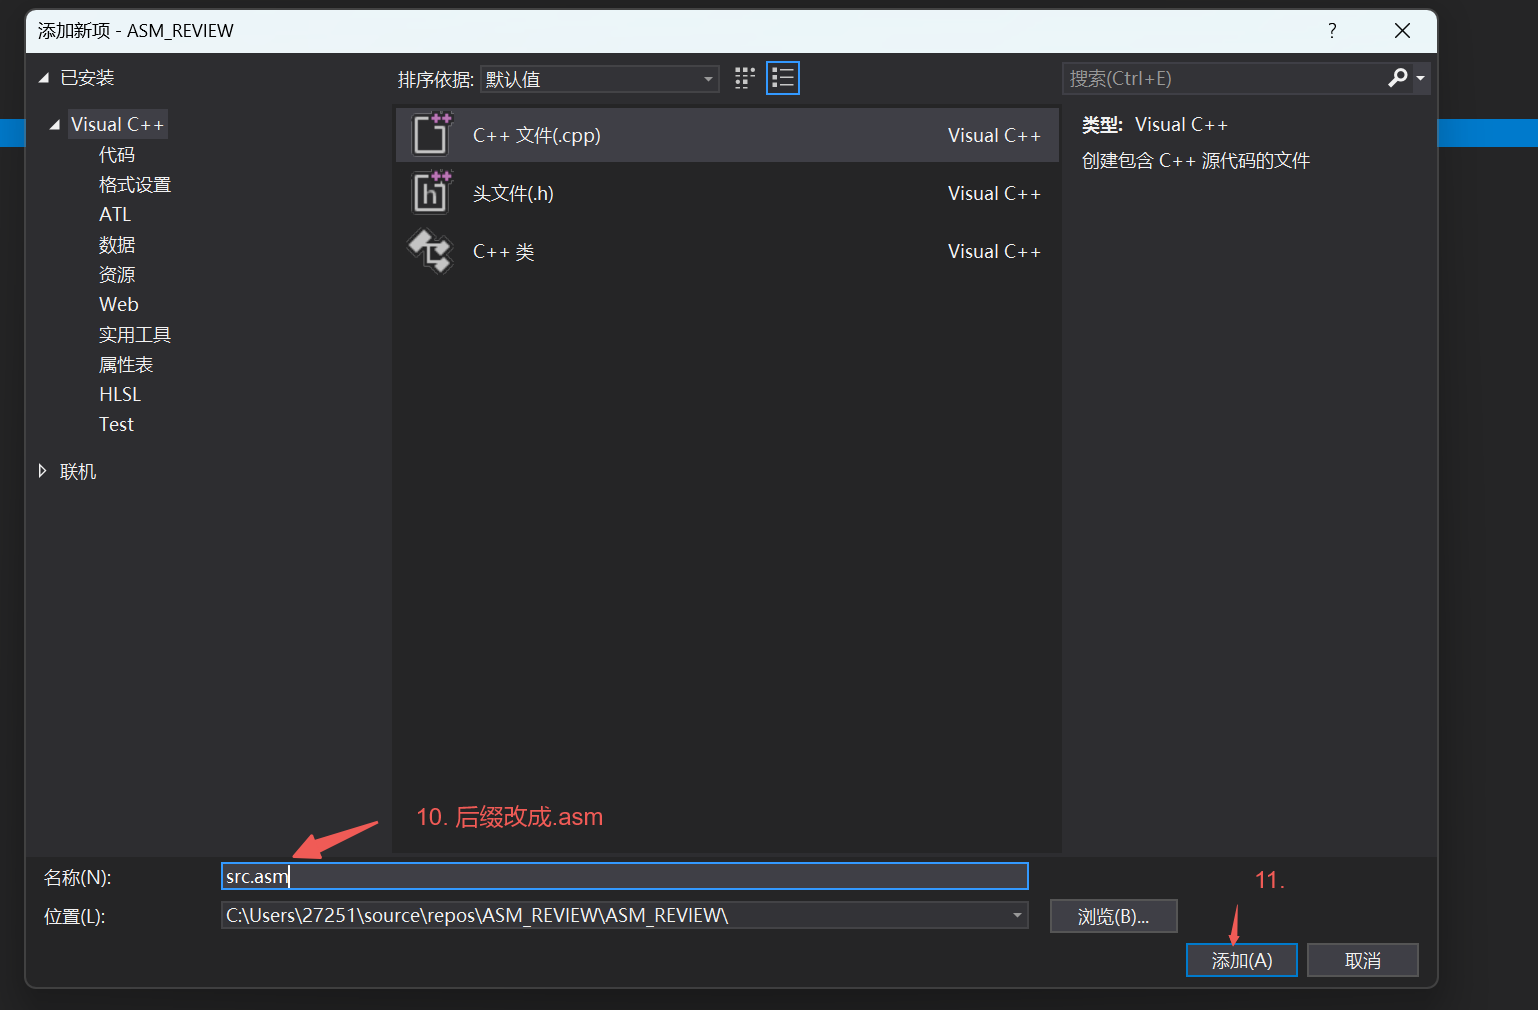 添加新项 - ASM_REVIEW
?
已安装
排序依据: 默认值
搜索(Ctrl+E)
Visual C++
代码
格式设置
ATL
数据
资源
Web
实用工具
属性表
HLSL
Test
联机
C++ 文件(.cpp) Visual C++
头文件(.h) Visual C++
C++ 类 Visual C++
类型: Visual C++
创建包含 C++ 源代码的文件
10. 后缀改成.asm
名称(N): src.asm
11.
位置(L): C:\Users\27251\source\repos\ASM_REVIEW\ASM_REVIEW\
浏览(B)...
添加(A) 取消